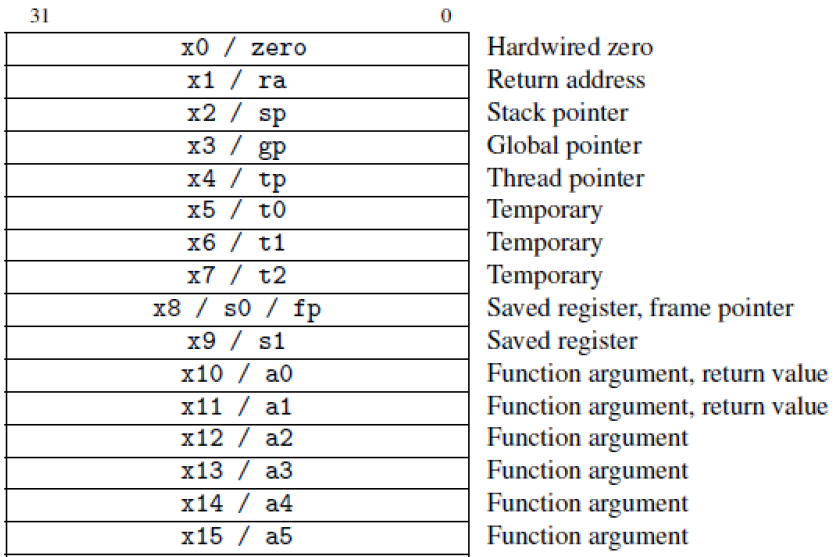 31 0
x0 / zero Hardwired zero
x1 / ra Return address
x2 / sp Stack pointer
x3 / gp Global pointer
x4 / tp Thread pointer
x5 / t0 Temporary
x6 / t1 Temporary
x7 / t2 Temporary
x8 / s0 / fp Saved register, frame pointer
x9 / s1 Saved register
x10 / a0 Function argument, return value
x11 / a1 Function argument, return value
x12 / a2 Function argument
x13 / a3 Function argument
x14 / a4 Function argument
x15 / a5 Function argument